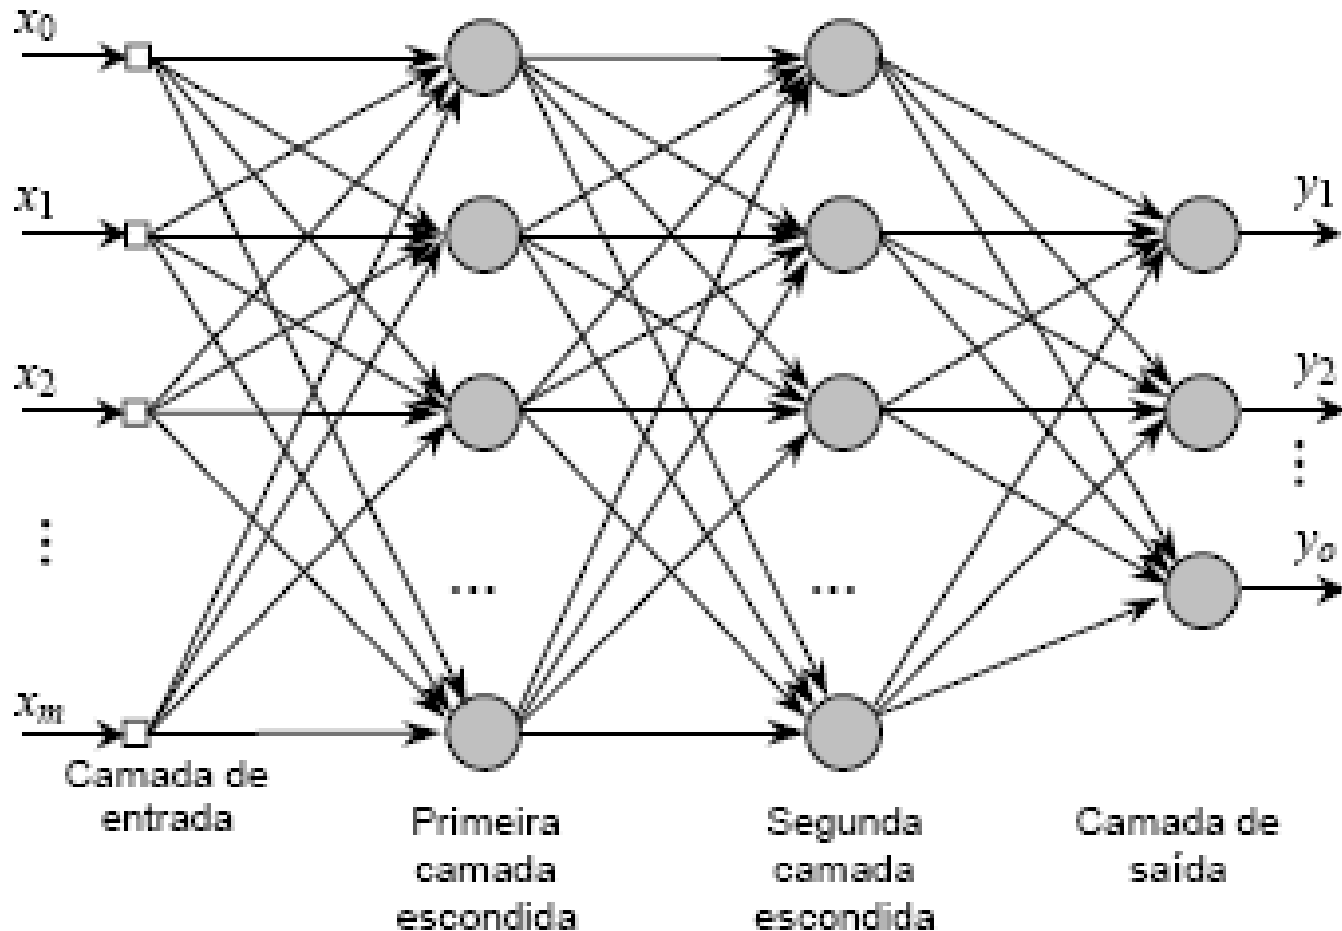 x0
x1
y1
x2
y2
⋮
⋮
yo
...
...
xm
Camada de
entrada
Primeira
camada
escondida
Segunda
camada
escondida
Camada de
saída